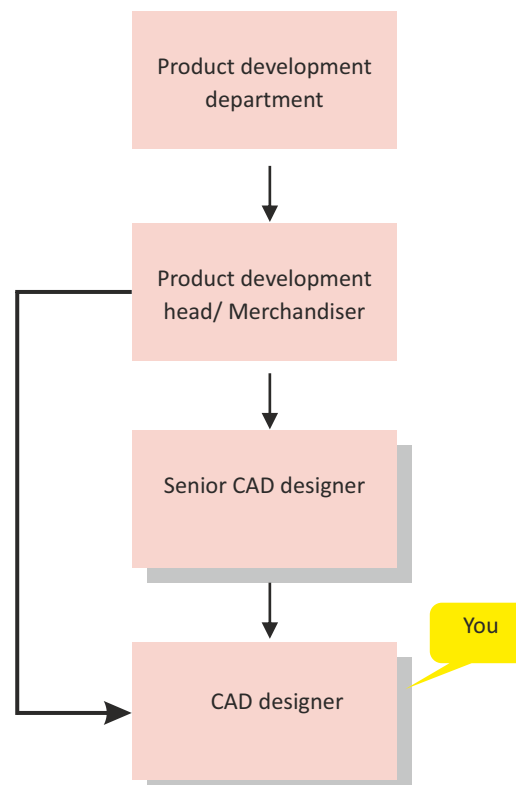 Product development
department
Product development
head/ Merchandiser
Senior CAD designer
You
CAD designer